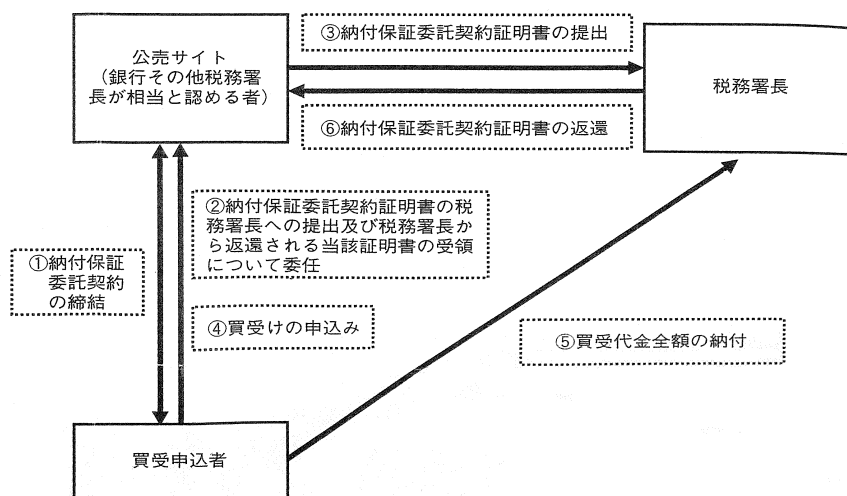 ③納付保証委託契約証明書の提出
公売サイト
（銀行その他税務署
長が相当と認める者）
税務署長
⑥納付保証委託契約証明書の返還
②納付保証委託契約証明書の税
務署長への提出及び税務署長か
ら返還される当該証明書の受領
について委任
①納付保証
委託契約
の締結
④買受けの申込み
⑤買受代金全額の納付
買受申込者